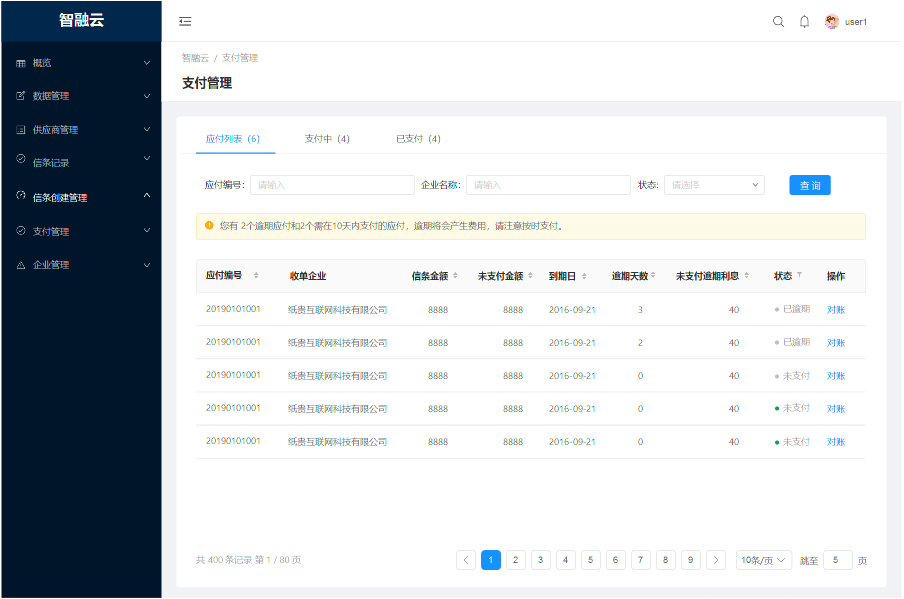 智融云
user1
概览
数据管理
供应商管理
信条记录
信条创建管理
支付管理
企业管理
智融云 / 支付管理
支付管理
应付列表（6） 支付中（4） 已支付（4）
应付编号: 请输入 企业名称: 请输入 状态: 请选择 查 询
您有 2个逾期应付和2个需在10天内支付的应付，逾期将会产生费用，请注意按时支付。
应付编号 收单企业 信条金额 未支付金额 到期日 逾期天数 未支付逾期利息 状态 操作
20190101001 纸贵互联网科技有限公司 8888 8888 2016-09-21 3 40 已逾期 对账
20190101001 纸贵互联网科技有限公司 8888 8888 2016-09-21 2 40 已逾期 对账
20190101001 纸贵互联网科技有限公司 8888 8888 2016-09-21 0 40 未支付 对账
20190101001 纸贵互联网科技有限公司 8888 8888 2016-09-21 0 40 未支付 对账
20190101001 纸贵互联网科技有限公司 8888 8888 2016-09-21 0 40 未支付 对账
共 400 条记录 第 1 / 80 页 1 2 3 4 5 6 7 8 9 10条/页 跳至 5 页